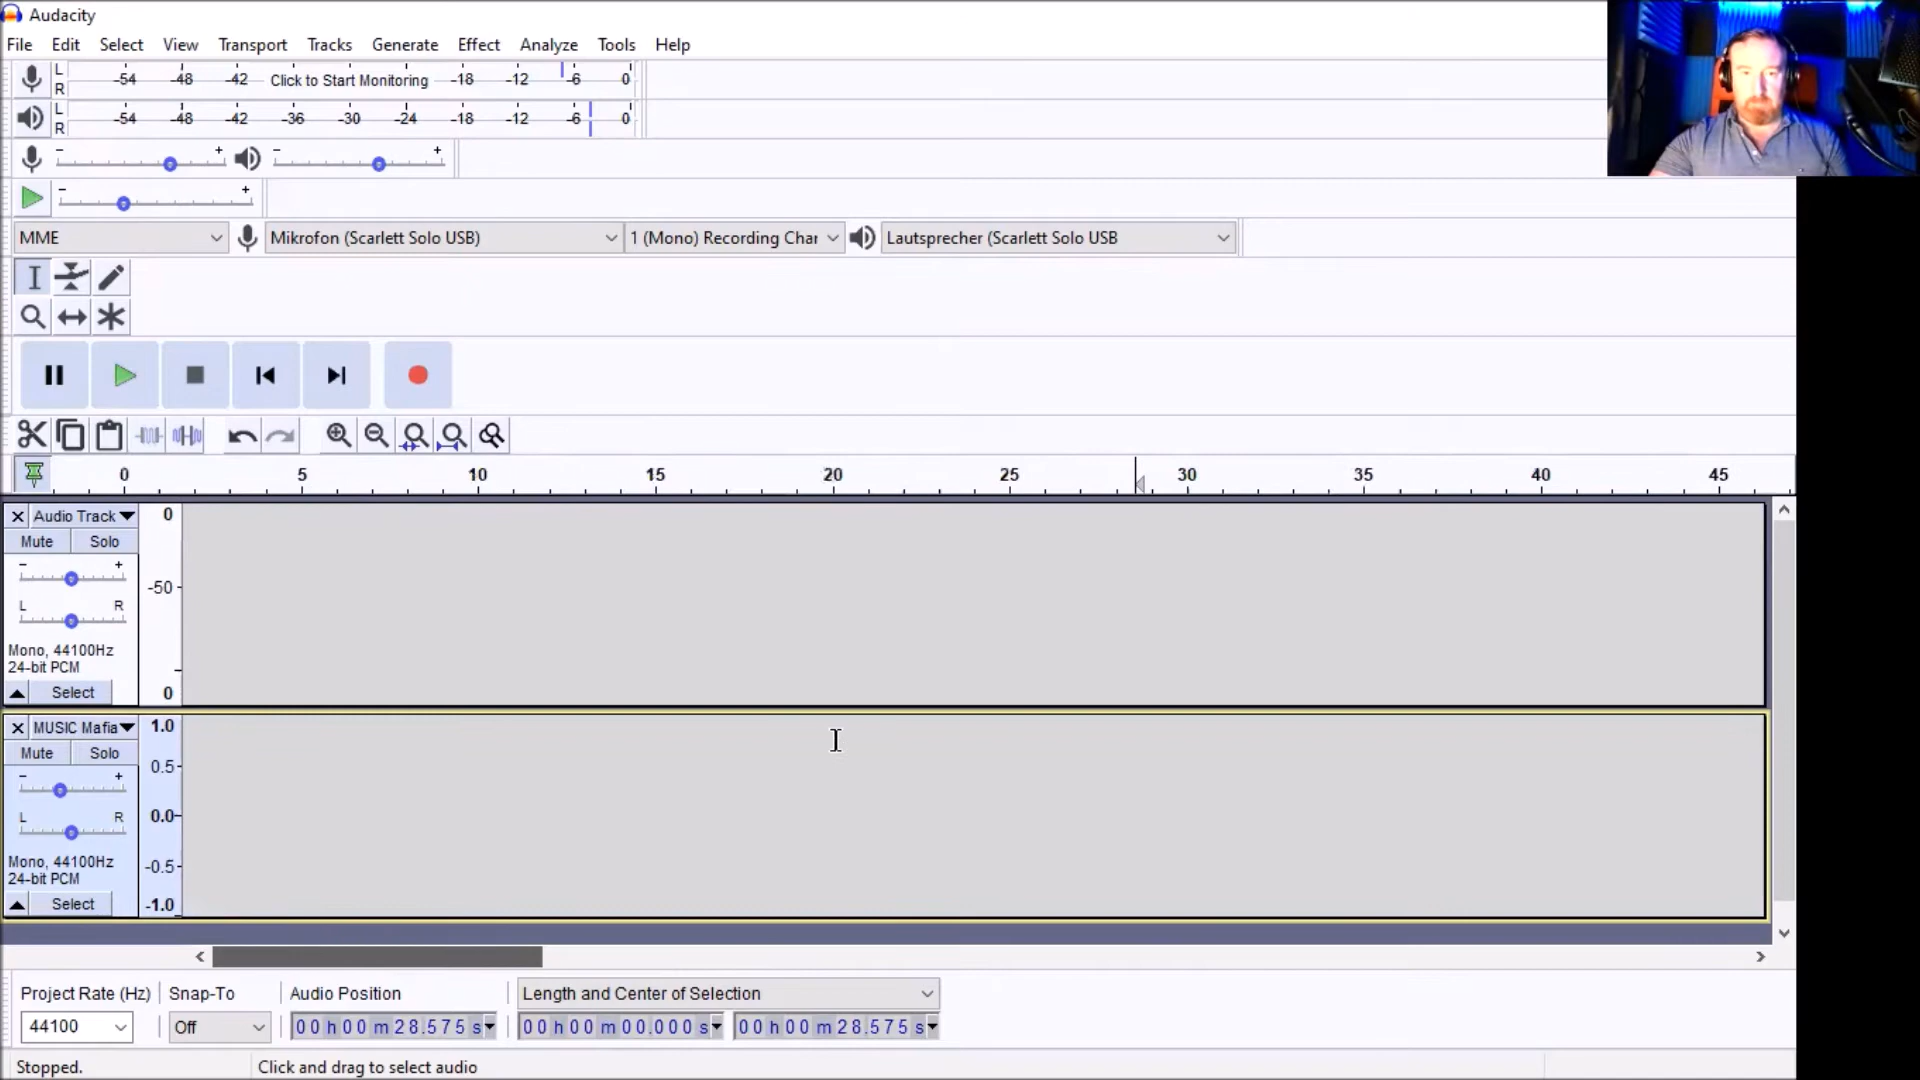 Audacity
File Edit Select View Transport Tracks Generate Effect Analyze Tools Help
L R -54 -48 -42 Click to Start Monitoring -18 -12 -6 0
L R -54 -48 -42 -36 -30 -24 -18 -12 -6 0
- + - +
- +
MME Mikrofon (Scarlett Solo USB) 1 (Mono) Recording Char Lautsprecher (Scarlett Solo USB
0 5 10 15 20 25 30 35 40 45
Audio Track 0
Mute Solo
- +
-50
L R
Mono, 44100Hz
24-bit PCM
Select 0
MUSIC Mafia 1.0
Mute Solo
0.5
- +
L R 0.0
Mono, 44100Hz -0.5
24-bit PCM
Select -1.0
Project Rate (Hz) Snap-To Audio Position Length and Center of Selection
44100 Off 00 h 00 m 28.575 s 00 h 00 m 00.000 s 00 h 00 m 28.575 s
Stopped. Click and drag to select audio